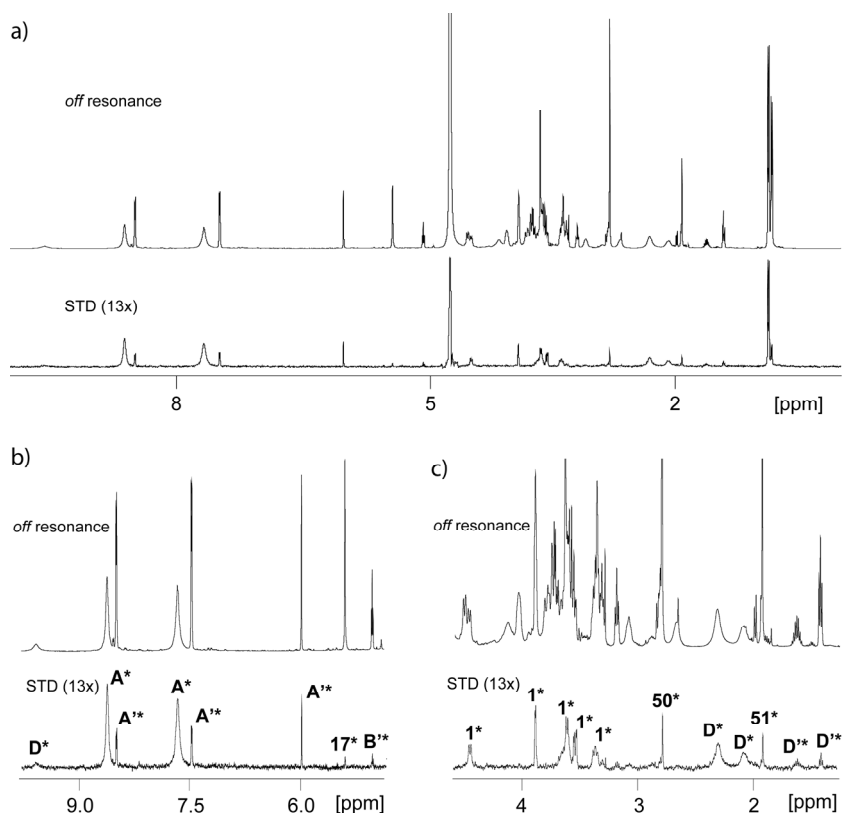 a)
off resonance
STD (13x)
8 5 2 [ppm]
b)
off resonance
STD (13x)
A* A* A'* A'* A'* D* 17* B'*
9.0 7.5 6.0 [ppm]
c)
off resonance
STD (13x)
1* 1* 1* 1* 1* 50* D* D* 51* D'* D'*
4 3 2 [ppm]